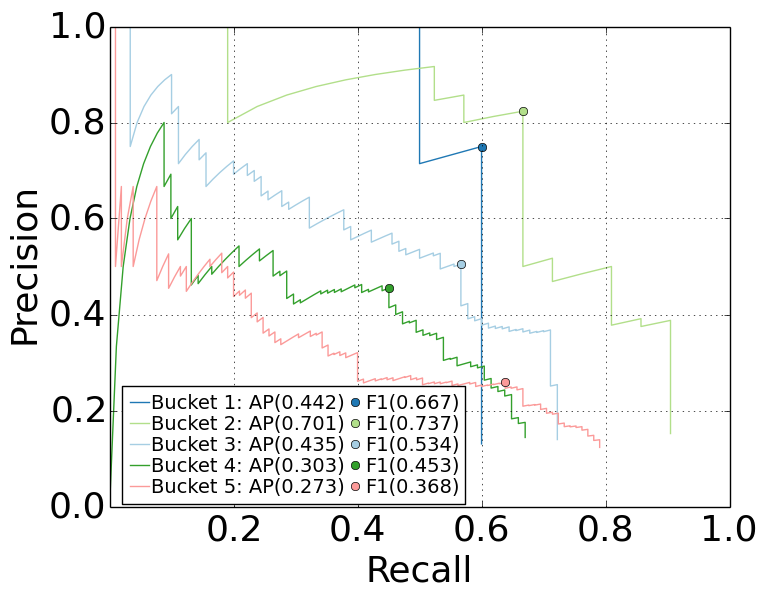 1.0
0.8
0.6
0.4
0.2
0.0
Precision
Bucket 1: AP(0.442) F1(0.667)
Bucket 2: AP(0.701) F1(0.737)
Bucket 3: AP(0.435) F1(0.534)
Bucket 4: AP(0.303) F1(0.453)
Bucket 5: AP(0.273) F1(0.368)
0.2 0.4 0.6 0.8 1.0
Recall